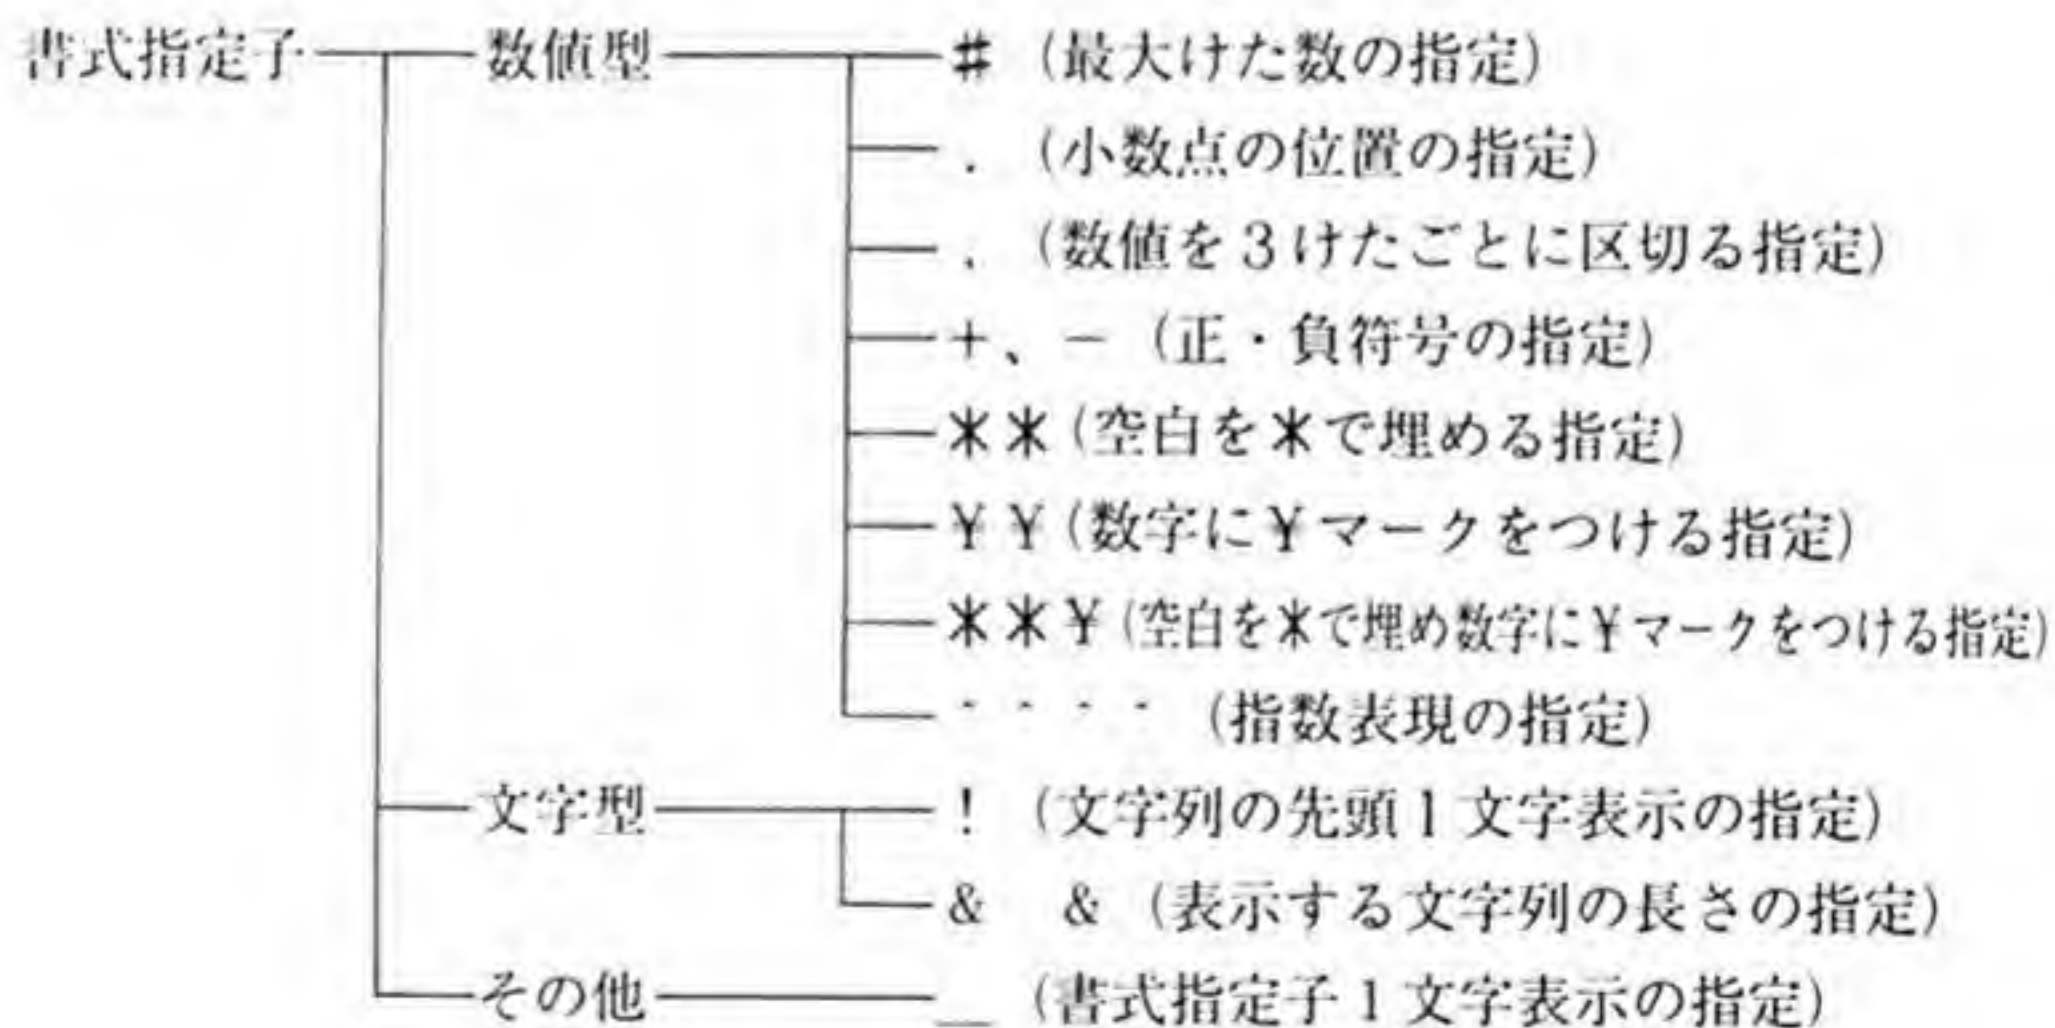 書式指定子 数値型 # (最大けた数の指定)
. (小数点の位置の指定)
, (数値を3けたごとに区切る指定)
+、- (正・負符号の指定)
** (空白を*で埋める指定)
¥¥ (数字に¥マークをつける指定)
**¥ (空白を*で埋め数字に¥マークをつける指定)
^^^^ (指数表現の指定)
文字型 ! (文字列の先頭1文字表示の指定)
& & (表示する文字列の長さの指定)
その他 _ (書式指定子1文字表示の指定)